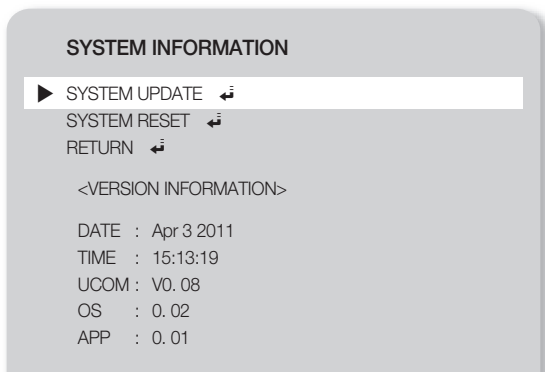 SYSTEM INFORMATION
▶ SYSTEM UPDATE ↲
SYSTEM RESET ↲
RETURN ↲
<VERSION INFORMATION>
DATE : Apr 3 2011
TIME : 15:13:19
UCOM : V0. 08
OS : 0. 02
APP : 0. 01